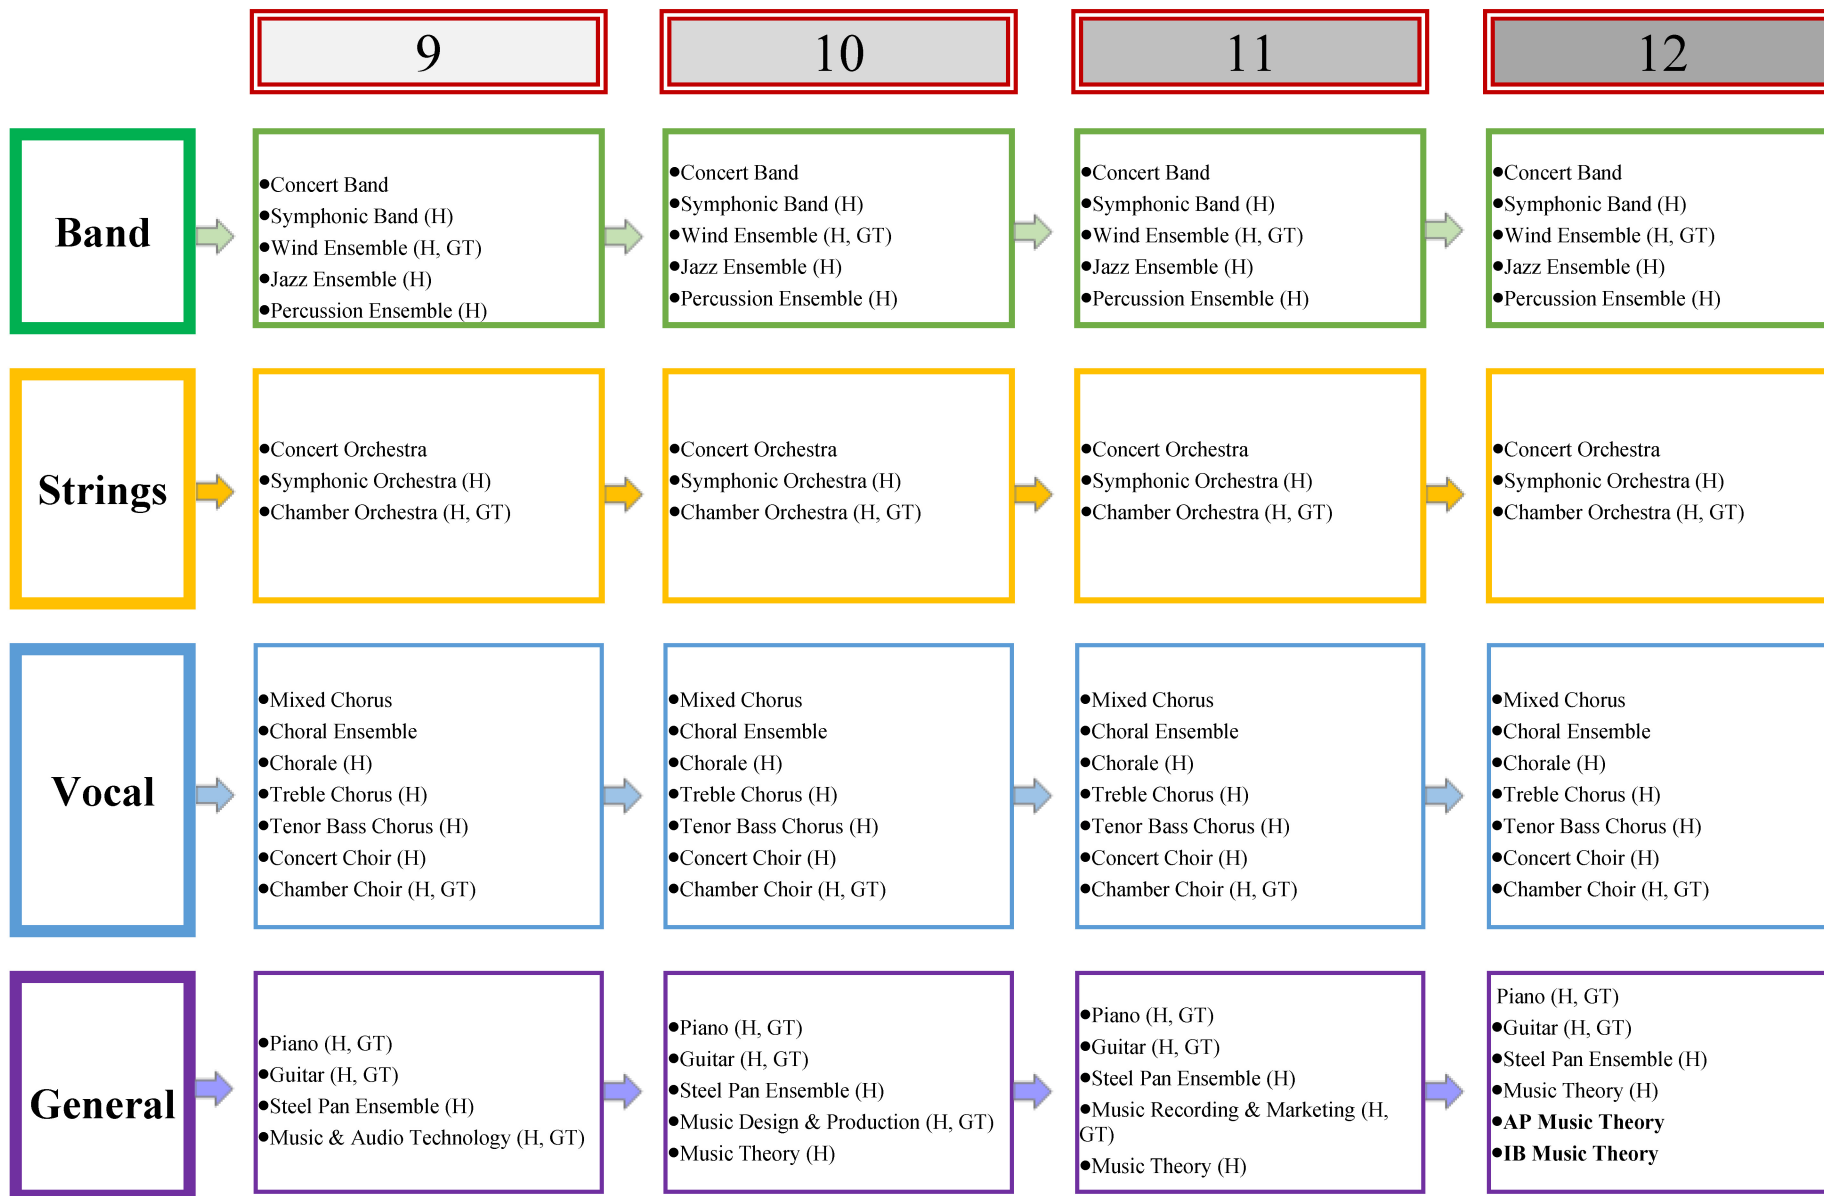 9
10
11
12
Band
●Concert Band
●Symphonic Band (H)
●Wind Ensemble (H, GT)
●Jazz Ensemble (H)
●Percussion Ensemble (H)
●Concert Band
●Symphonic Band (H)
●Wind Ensemble (H, GT)
●Jazz Ensemble (H)
●Percussion Ensemble (H)
●Concert Band
●Symphonic Band (H)
●Wind Ensemble (H, GT)
●Jazz Ensemble (H)
●Percussion Ensemble (H)
●Concert Band
●Symphonic Band (H)
●Wind Ensemble (H, GT)
●Jazz Ensemble (H)
●Percussion Ensemble (H)
Strings
●Concert Orchestra
●Symphonic Orchestra (H)
●Chamber Orchestra (H, GT)
●Concert Orchestra
●Symphonic Orchestra (H)
●Chamber Orchestra (H, GT)
●Concert Orchestra
●Symphonic Orchestra (H)
●Chamber Orchestra (H, GT)
●Concert Orchestra
●Symphonic Orchestra (H)
●Chamber Orchestra (H, GT)
Vocal
●Mixed Chorus
●Choral Ensemble
●Chorale (H)
●Treble Chorus (H)
●Tenor Bass Chorus (H)
●Concert Choir (H)
●Chamber Choir (H, GT)
●Mixed Chorus
●Choral Ensemble
●Chorale (H)
●Treble Chorus (H)
●Tenor Bass Chorus (H)
●Concert Choir (H)
●Chamber Choir (H, GT)
●Mixed Chorus
●Choral Ensemble
●Chorale (H)
●Treble Chorus (H)
●Tenor Bass Chorus (H)
●Concert Choir (H)
●Chamber Choir (H, GT)
●Mixed Chorus
●Choral Ensemble
●Chorale (H)
●Treble Chorus (H)
●Tenor Bass Chorus (H)
●Concert Choir (H)
●Chamber Choir (H, GT)
General
●Piano (H, GT)
●Guitar (H, GT)
●Steel Pan Ensemble (H)
●Music & Audio Technology (H, GT)
●Piano (H, GT)
●Guitar (H, GT)
●Steel Pan Ensemble (H)
●Music Design & Production (H, GT)
●Music Theory (H)
●Piano (H, GT)
●Guitar (H, GT)
●Steel Pan Ensemble (H)
●Music Recording & Marketing (H,
GT)
●Music Theory (H)
Piano (H, GT)
●Guitar (H, GT)
●Steel Pan Ensemble (H)
●Music Theory (H)
●AP Music Theory
●IB Music Theory